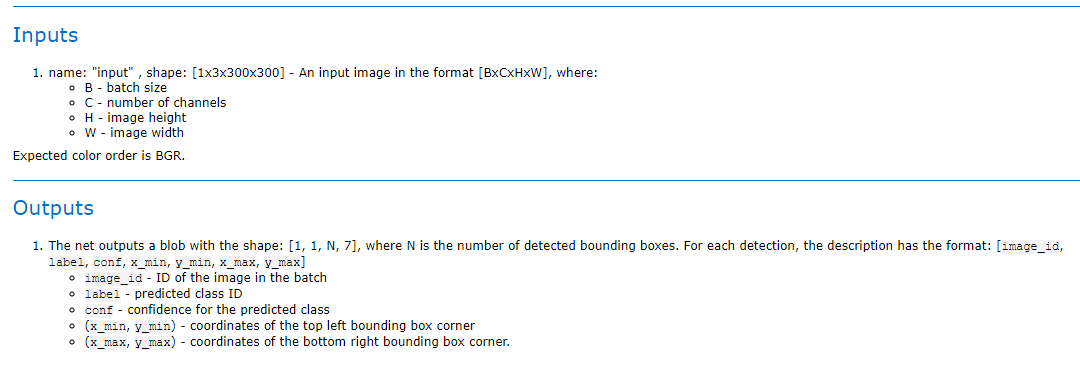 Inputs
1. name: "input" , shape: [1x3x300x300] - An input image in the format [BxCxHxW], where:
B - batch size
C - number of channels
H - image height
W - image width
Expected color order is BGR.
Outputs
1. The net outputs a blob with the shape: [1, 1, N, 7], where N is the number of detected bounding boxes. For each detection, the description has the format: [image_id,
label, conf, x_min, y_min, x_max, y_max]
image_id - ID of the image in the batch
label - predicted class ID
conf - confidence for the predicted class
(x_min, y_min) - coordinates of the top left bounding box corner
(x_max, y_max) - coordinates of the bottom right bounding box corner.